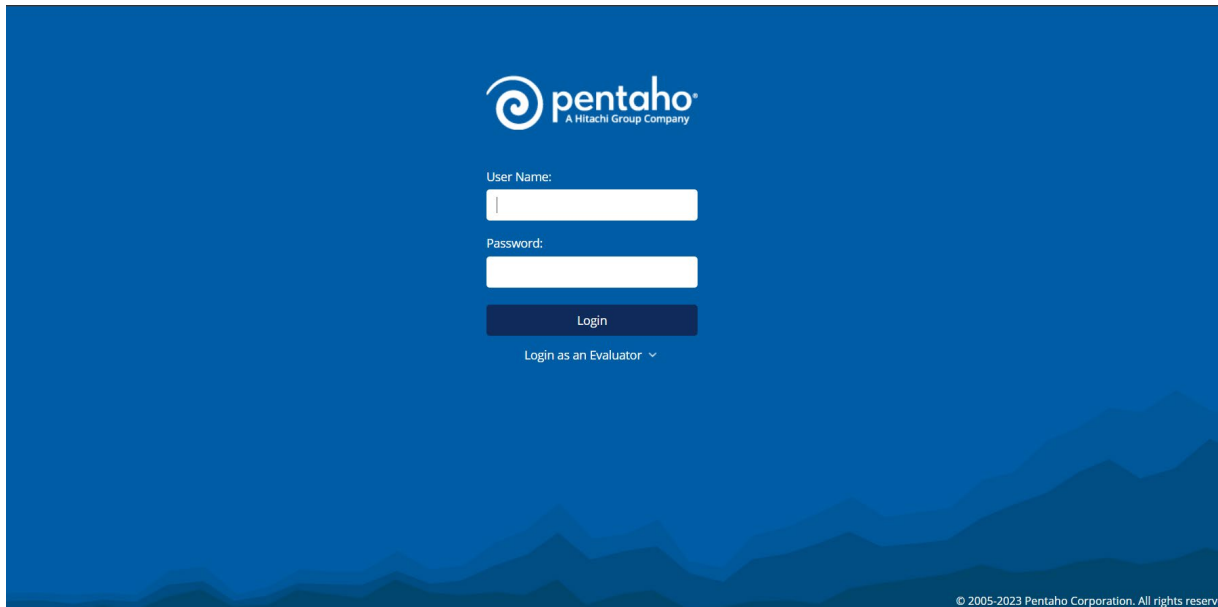 pentaho®
A Hitachi Group Company
User Name:
Password:
Login
Login as an Evaluator
© 2005-2023 Pentaho Corporation. All rights reserv